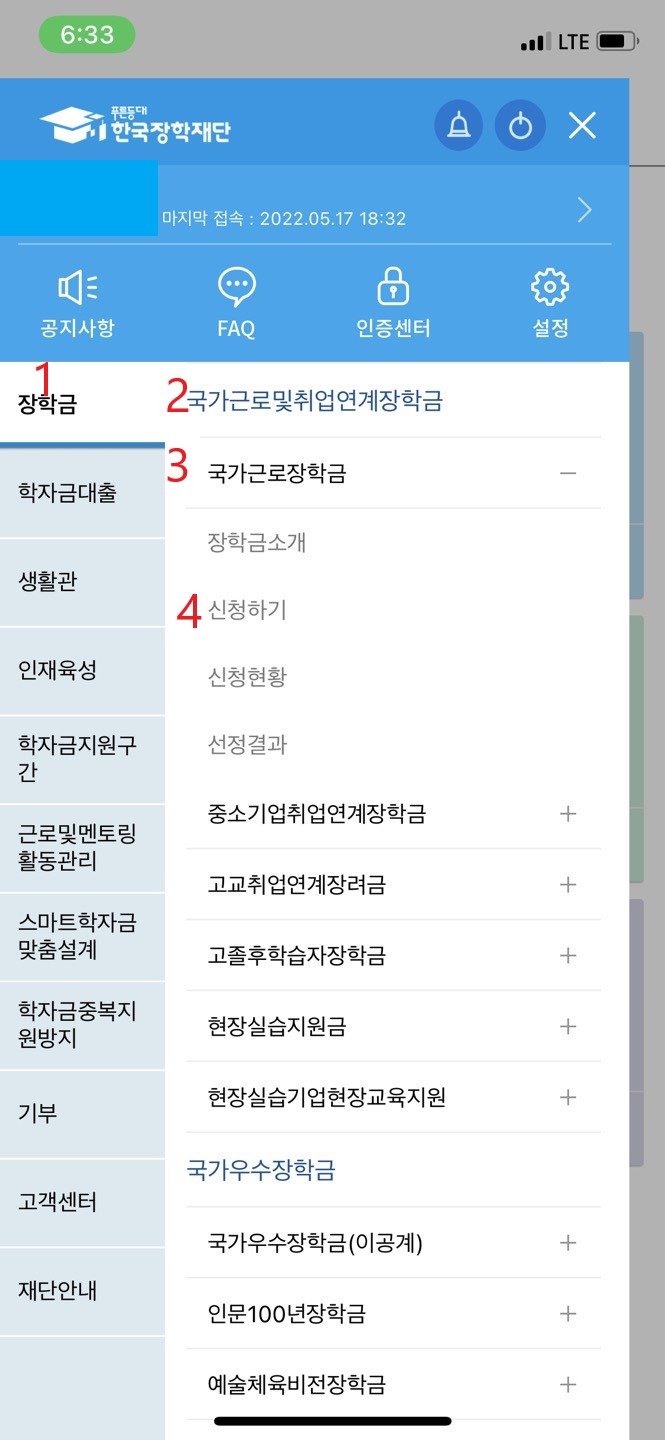 6:33
LTE
푸른등대
한국장학재단
마지막 접속 : 2022.05.17 18:32
공지사항
FAQ
인증센터
설정
1
장학금
학자금대출
생활관
인재육성
학자금지원구
간
근로및멘토링
활동관리
스마트학자금
맞춤설계
학자금중복지
원방지
기부
고객센터
재단안내
2 국가근로및취업연계장학금
3 국가근로장학금
장학금소개
4 신청하기
신청현황
선정결과
중소기업취업연계장학금
고교취업연계장려금
고졸후학습자장학금
현장실습지원금
현장실습기업현장교육지원
국가우수장학금
국가우수장학금(이공계)
인문100년장학금
예술체육비전장학금